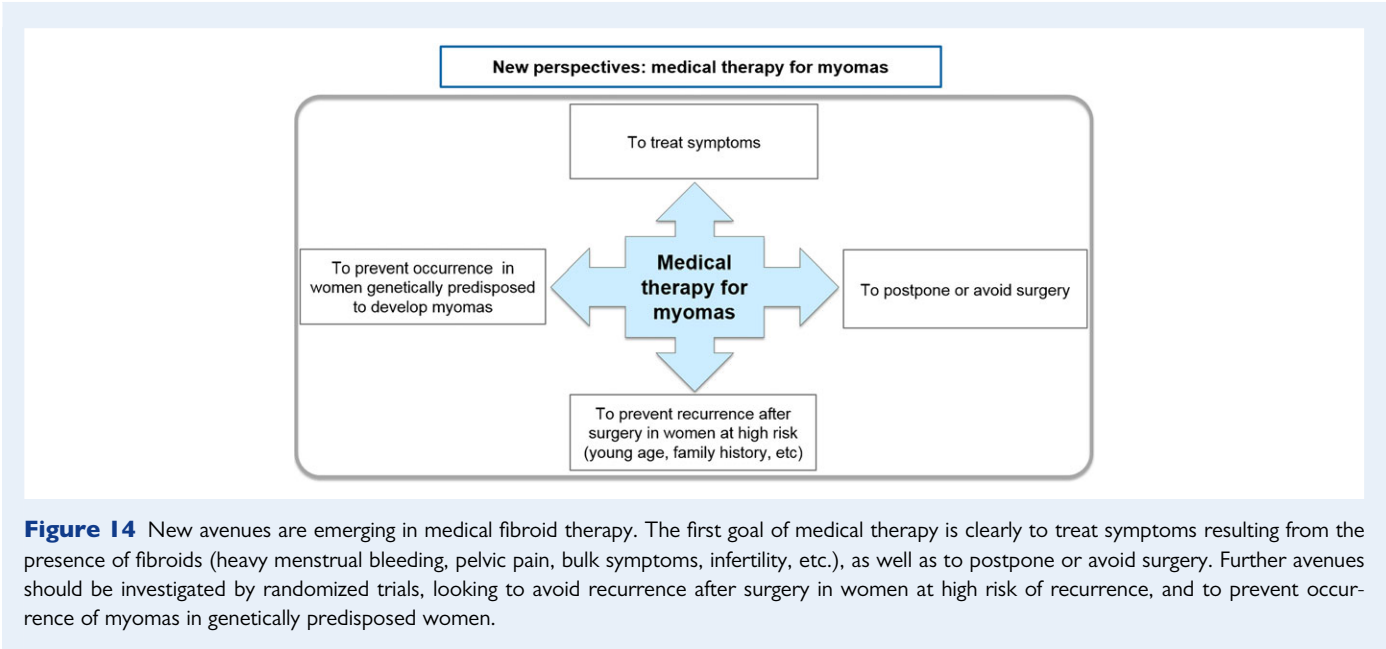 New perspectives: medical therapy for myomas
To treat symptoms
To prevent occurrence in
women genetically predisposed
to develop myomas
Medical
therapy for
myomas
To postpone or avoid surgery
To prevent recurrence after
surgery in women at high risk
(young age, family history, etc)
Figure 14 New avenues are emerging in medical fibroid therapy. The first goal of medical therapy is clearly to treat symptoms resulting from the
presence of fibroids (heavy menstrual bleeding, pelvic pain, bulk symptoms, infertility, etc.), as well as to postpone or avoid surgery. Further avenues
should be investigated by randomized trials, looking to avoid recurrence after surgery in women at high risk of recurrence, and to prevent occur-
rence of myomas in genetically predisposed women.